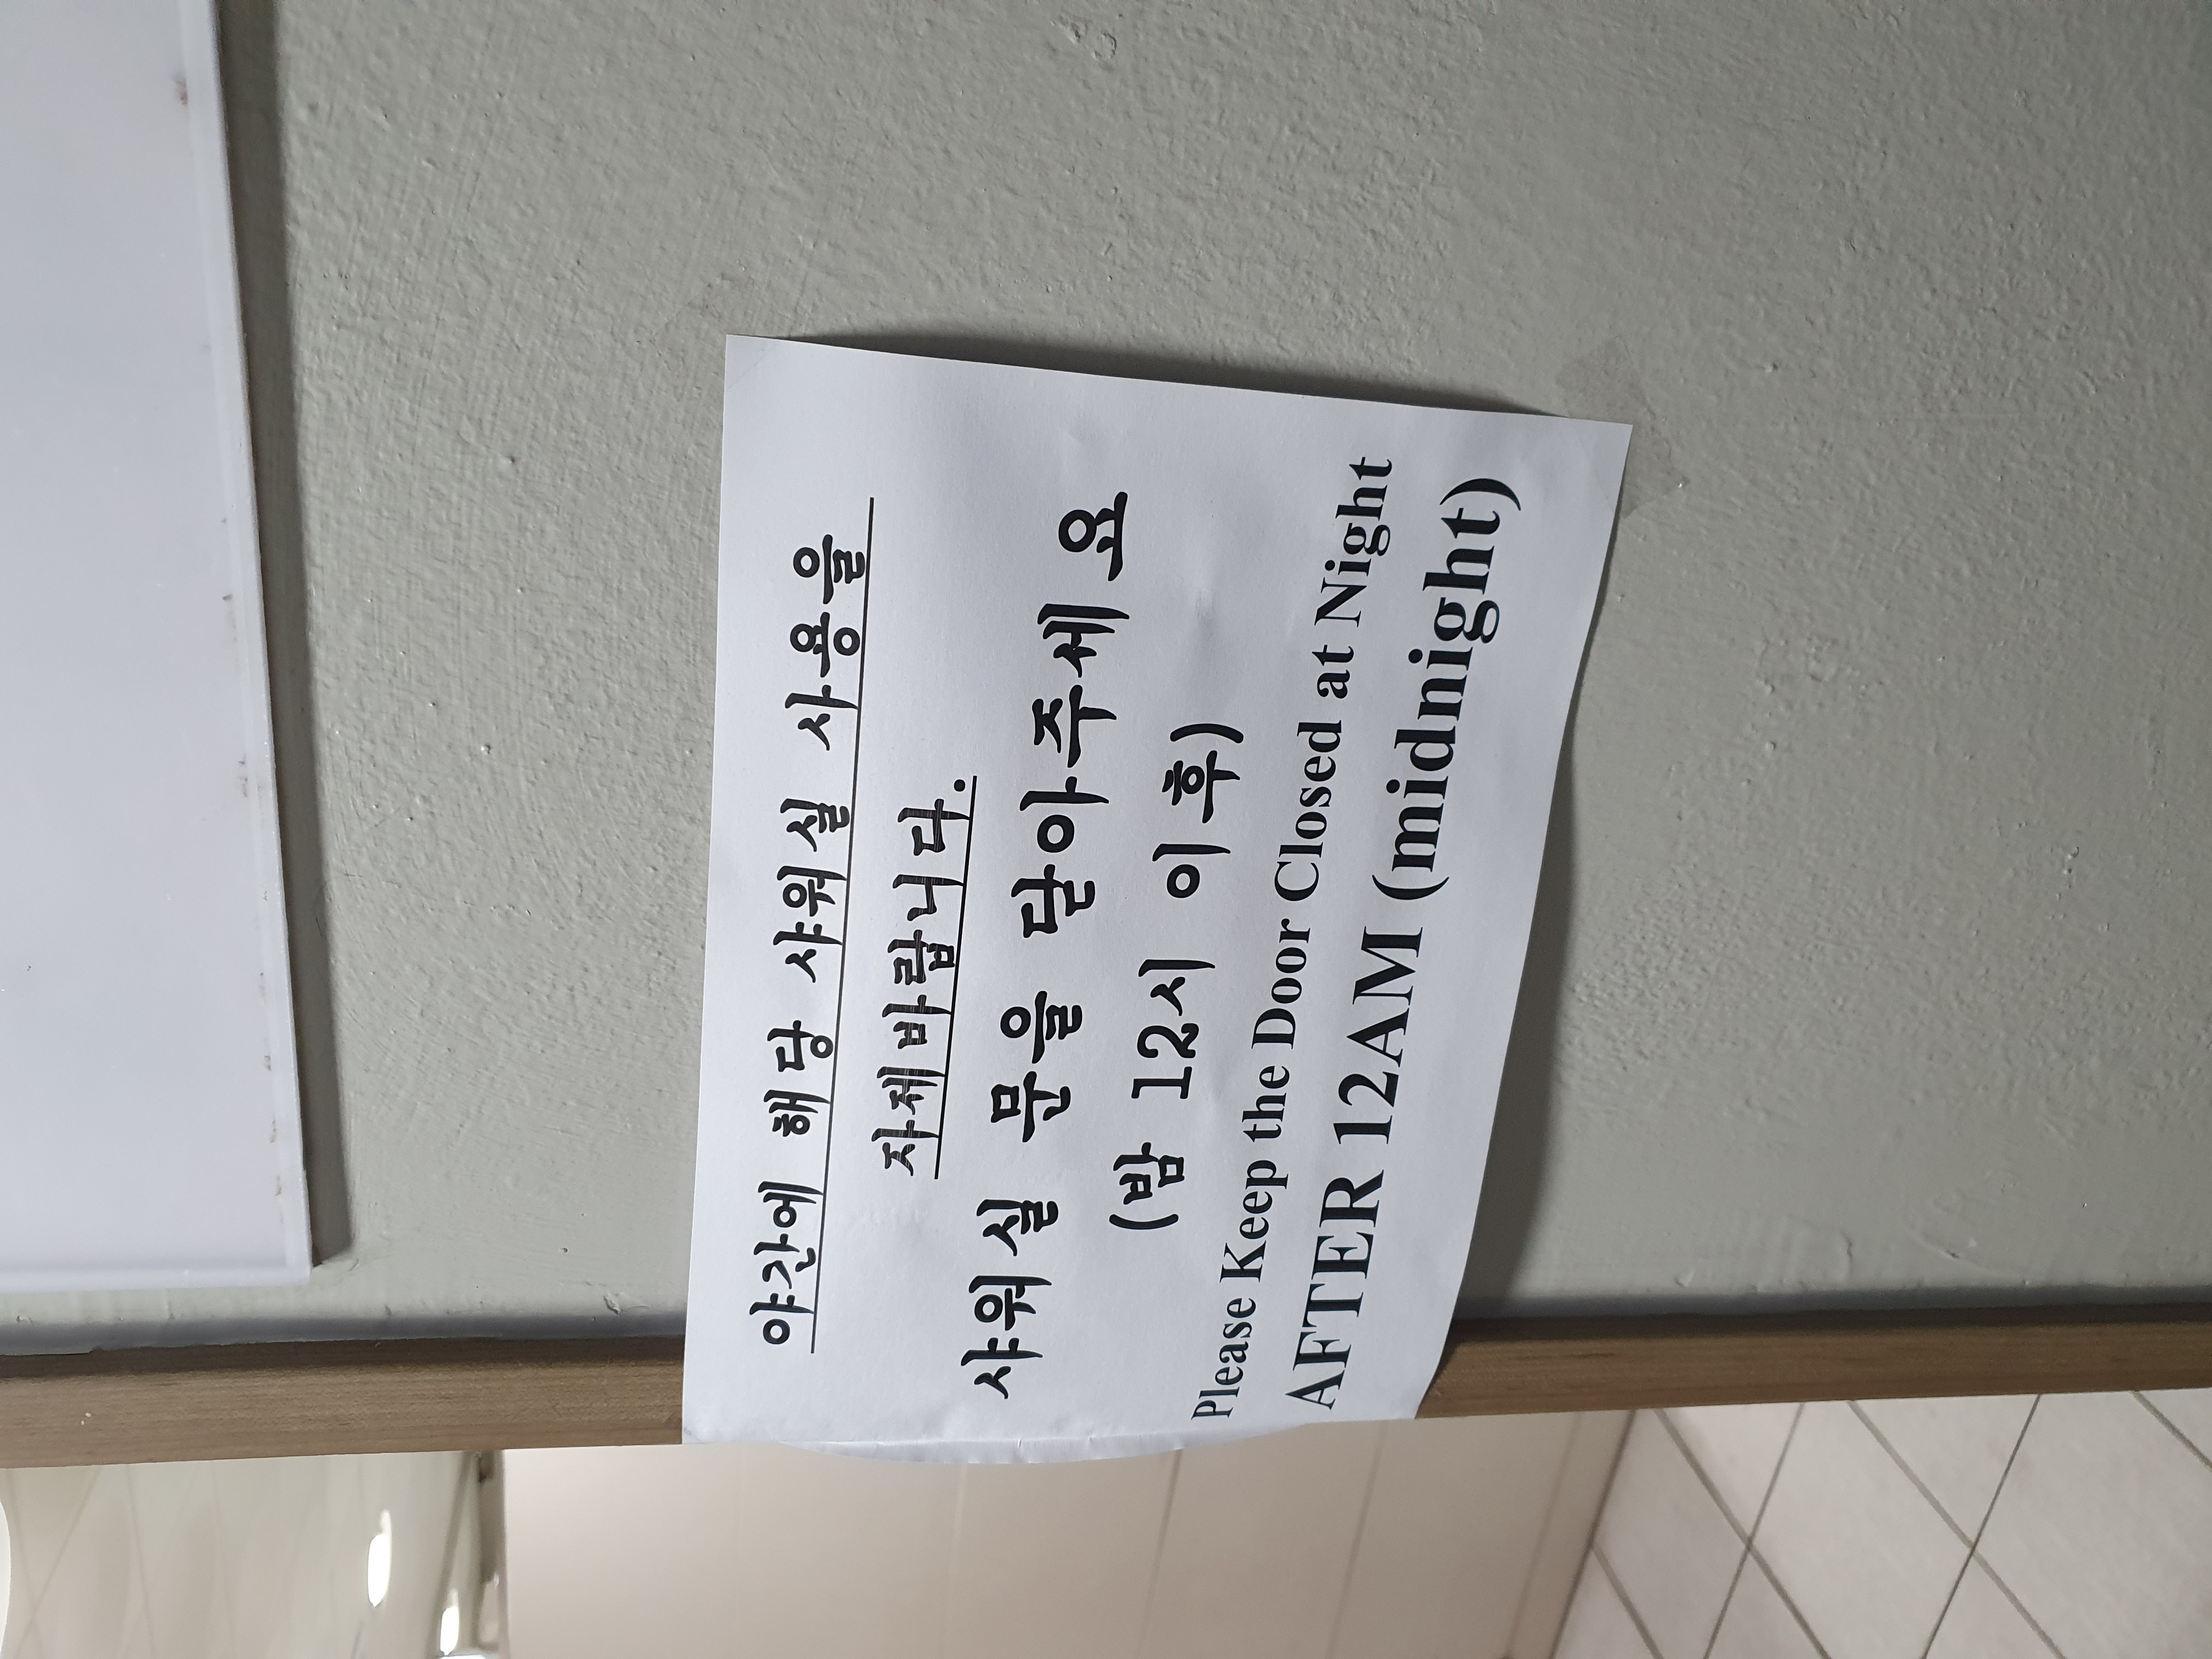 야간에 해당 샤워실 사용을
자제바랍니다.
샤워실 문을 닫아주세요
(밤 12시 이후)
Please Keep the Door Closed at Night
AFTER 12AM (midnight)